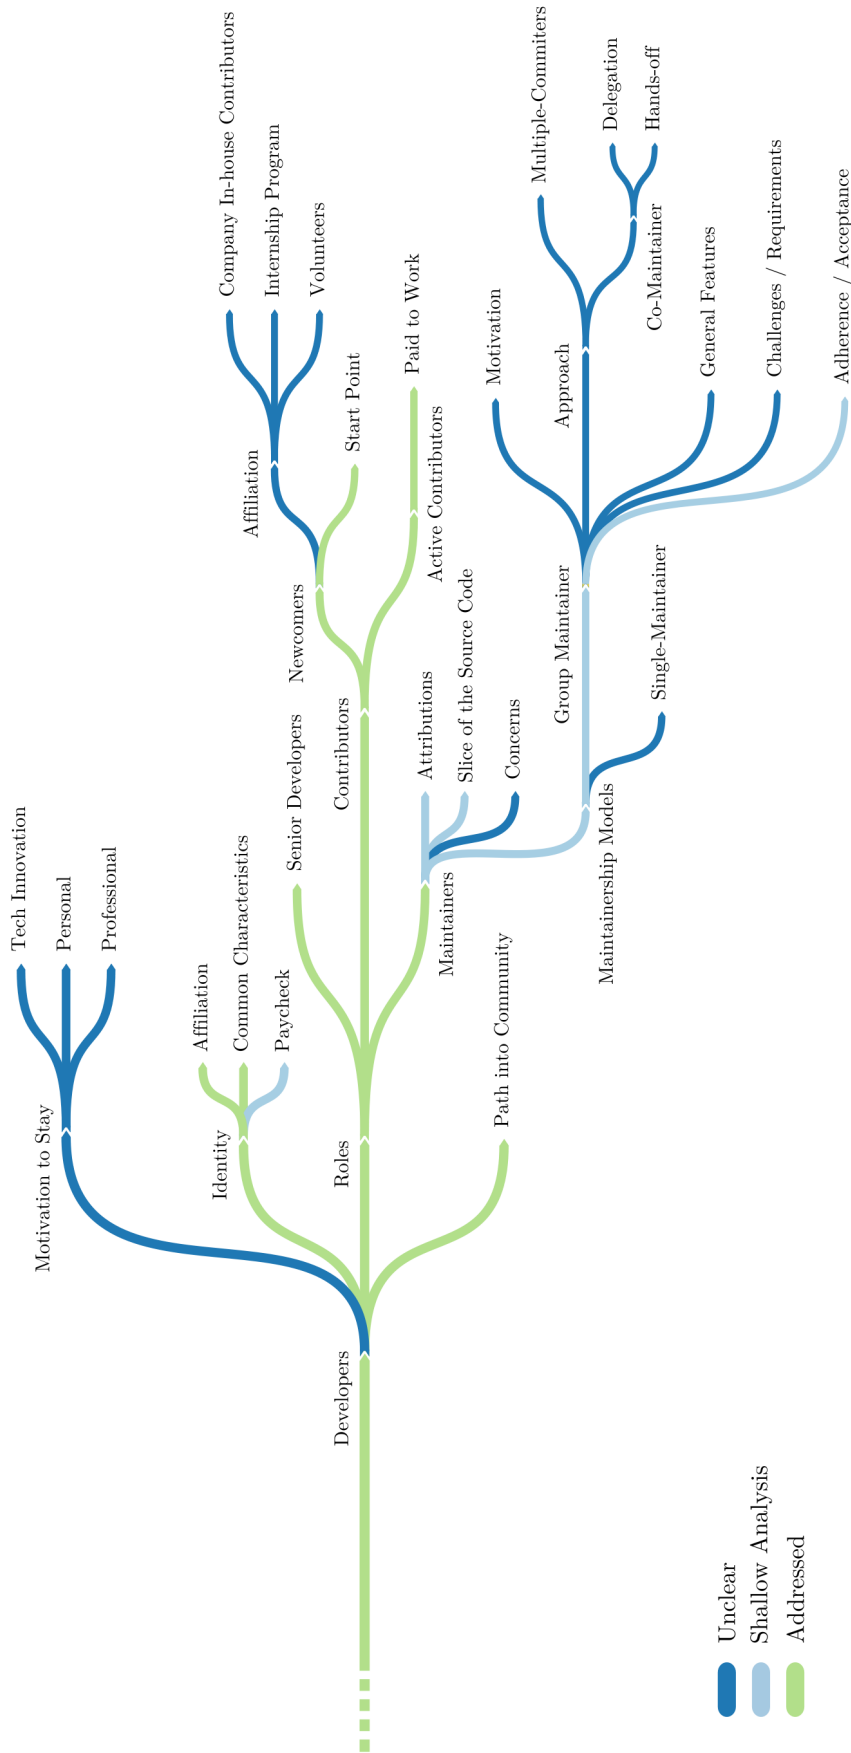 Developers
Motivation to Stay
Tech Innovation
Personal
Professional
Identity
Affiliation
Common Characteristics
Paycheck
Roles
Senior Developers
Contributors
Newcomers
Affiliation
Company In-house Contributors
Internship Program
Volunteers
Start Point
Active Contributors
Paid to Work
Maintainers
Attributions
Slice of the Source Code
Concerns
Maintainership Models
Group Maintainer
Motivation
Approach
Multiple-Commiters
Co-Maintainer
Delegation
Hands-off
General Features
Challenges / Requirements
Adherence / Acceptance
Single-Maintainer
Path into Community
Unclear
Shallow Analysis
Addressed